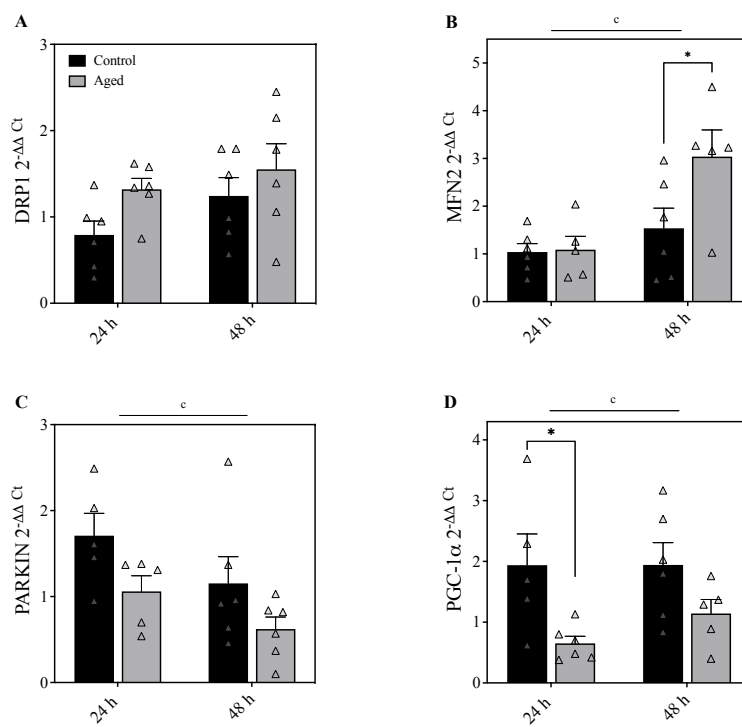 A
3
2
1
0
DRP1 2-ΔΔ Ct
Control
Aged
24 h
48 h
B
c
*
5
4
3
2
1
0
MFN2 2-ΔΔ Ct
24 h
48 h
C
c
3
2
1
0
PARKIN 2-ΔΔ Ct
24 h
48 h
D
c
*
4
3
2
1
0
PGC-1α 2-ΔΔ Ct
24 h
48 h